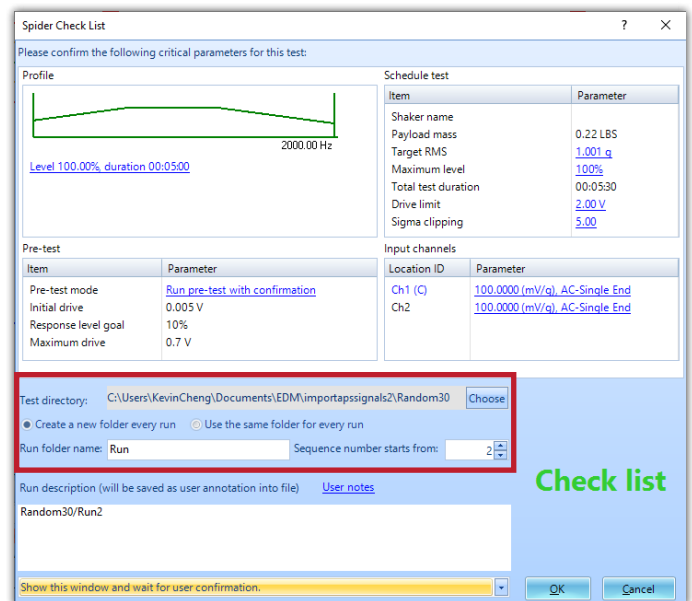 Spider Check List
?
Please confirm the following critical parameters for this test:
Profile
2000.00 Hz
Level 100.00%, duration 00:05:00
Schedule test
Item Parameter
Shaker name
Payload mass 0.22 LBS
Target RMS 1.001 g
Maximum level 100%
Total test duration 00:05:30
Drive limit 2.00 V
Sigma clipping 5.00
Pre-test
Item Parameter
Pre-test mode Run pre-test with confirmation
Initial drive 0.005 V
Response level goal 10%
Maximum drive 0.7 V
Input channels
Location ID Parameter
Ch1 (C) 100.0000 (mV/g), AC-Single End
Ch2 100.0000 (mV/g), AC-Single End
Test directory: C:\Users\KevinCheng\Documents\EDM\importapssignals2\Random30 Choose
Create a new folder every run Use the same folder for every run
Run folder name: Run Sequence number starts from: 2
Check list
Run description (will be saved as user annotation into file) User notes
Random30/Run2
Show this window and wait for user confirmation.
OK Cancel